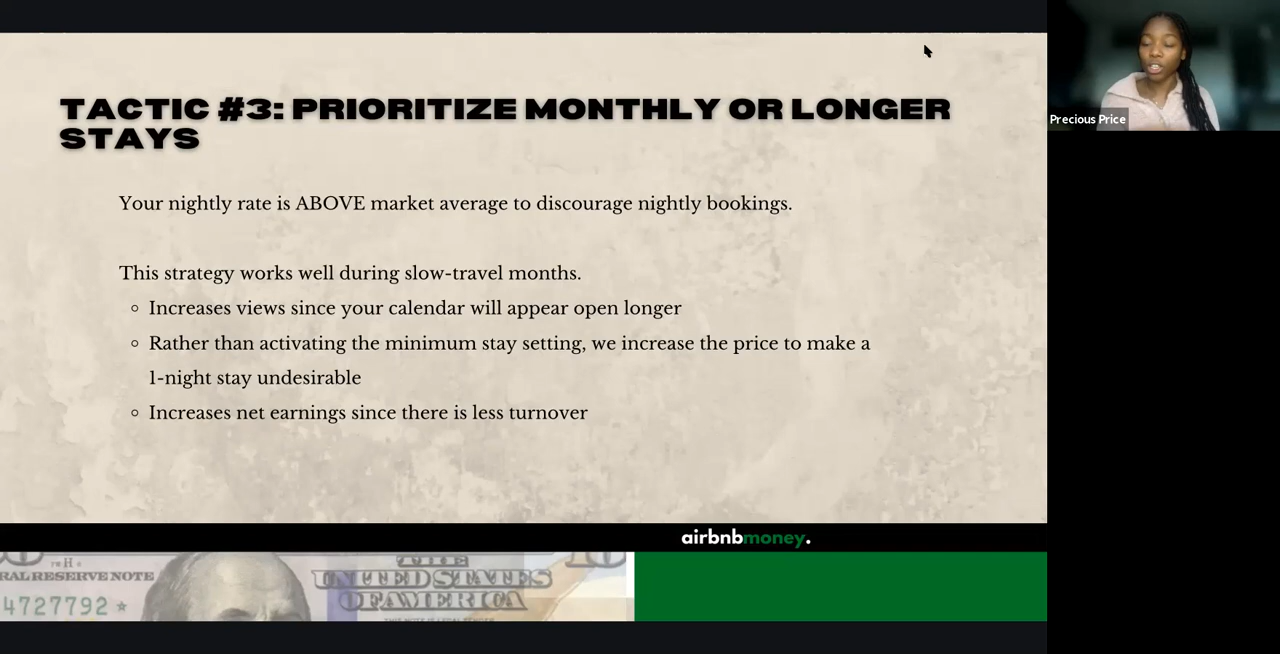 TACTIC #3: PRIORITIZE MONTHLY OR LONGER
STAYS
Your nightly rate is ABOVE market average to discourage nightly bookings.
This strategy works well during slow-travel months.
Increases views since your calendar will appear open longer
Rather than activating the minimum stay setting, we increase the price to make a
1-night stay undesirable
Increases net earnings since there is less turnover
Precious Price
airbnbmoney.
THE
RAL RESERVE NOTE
UNITED STATES
4727792 ★
OF AMERICA